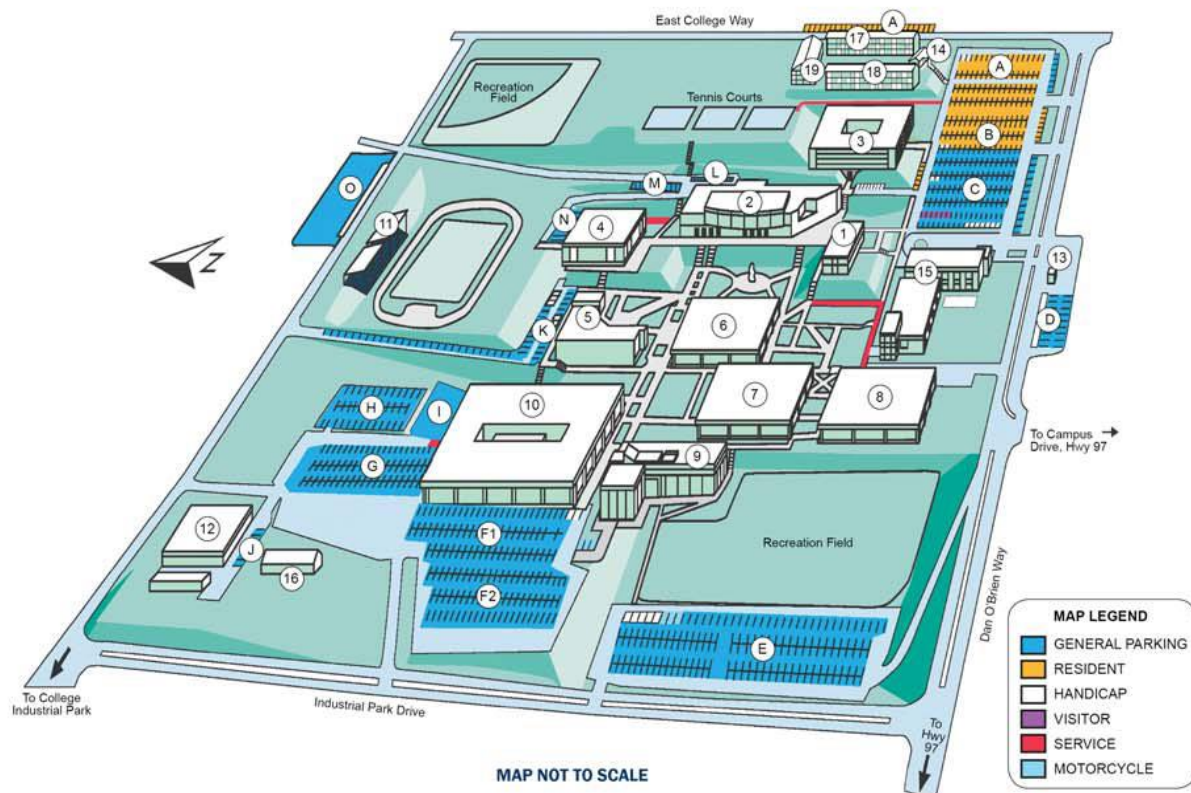 East College Way
A
17
14
19
18
A
Recreation
Field
Tennis Courts
3
B
O
M
L
C
2
N
11
4
1
Z
13
15
K
5
6
D
H
I
10
7
8
To Campus
Drive, Hwy 97
G
9
12
F1
Recreation Field
J
16
F2
Dan O'Brien Way
E
MAP LEGEND
GENERAL PARKING
RESIDENT
HANDICAP
VISITOR
SERVICE
MOTORCYCLE
To College
Industrial Park
Industrial Park Drive
To
Hwy
97
MAP NOT TO SCALE